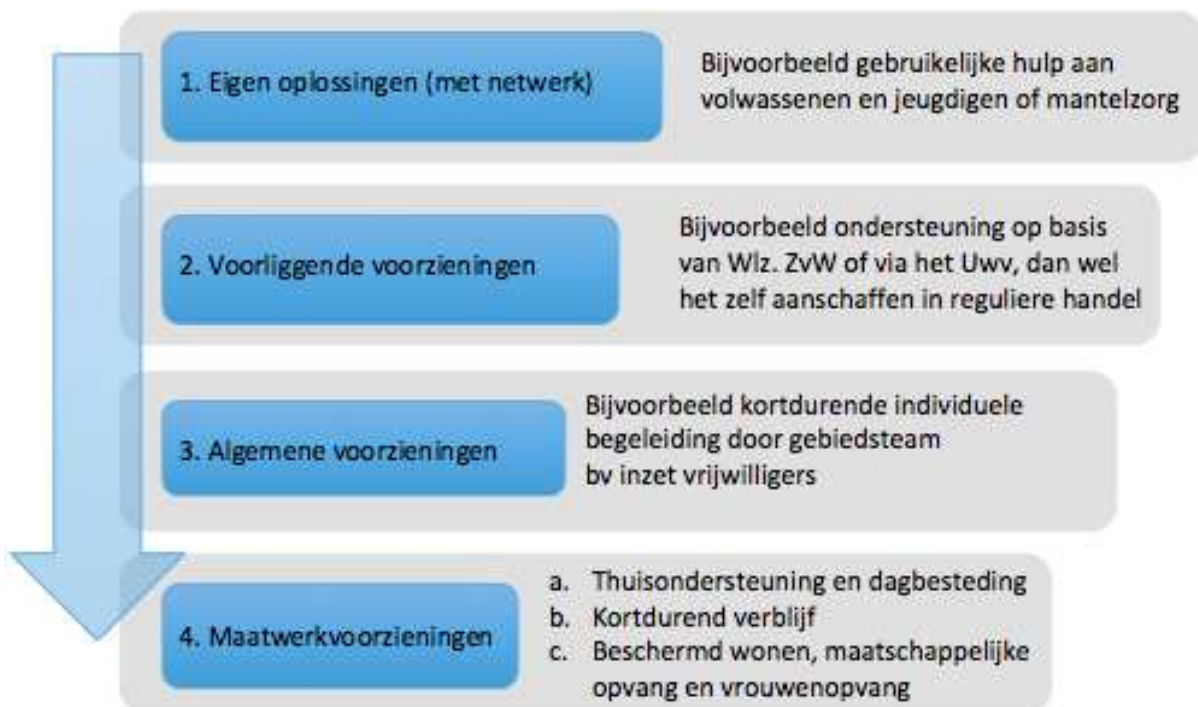 1. Eigen oplossingen (met netwerk)
Bijvoorbeeld gebruikelijke hulp aan
volwassenen en jeugdigen of mantelzorg
2. Voorliggende voorzieningen
Bijvoorbeeld ondersteuning op basis
van Wlz. ZvW of via het Uwv, dan wel
het zelf aanschaffen in reguliere handel
3. Algemene voorzieningen
Bijvoorbeeld kortdurende individuele
begeleiding door gebiedsteam
bv inzet vrijwilligers
4. Maatwerkvoorzieningen
a. Thuisondersteuning en dagbesteding
b. Kortdurend verblijf
c. Beschermd wonen, maatschappelijke
opvang en vrouwenopvang